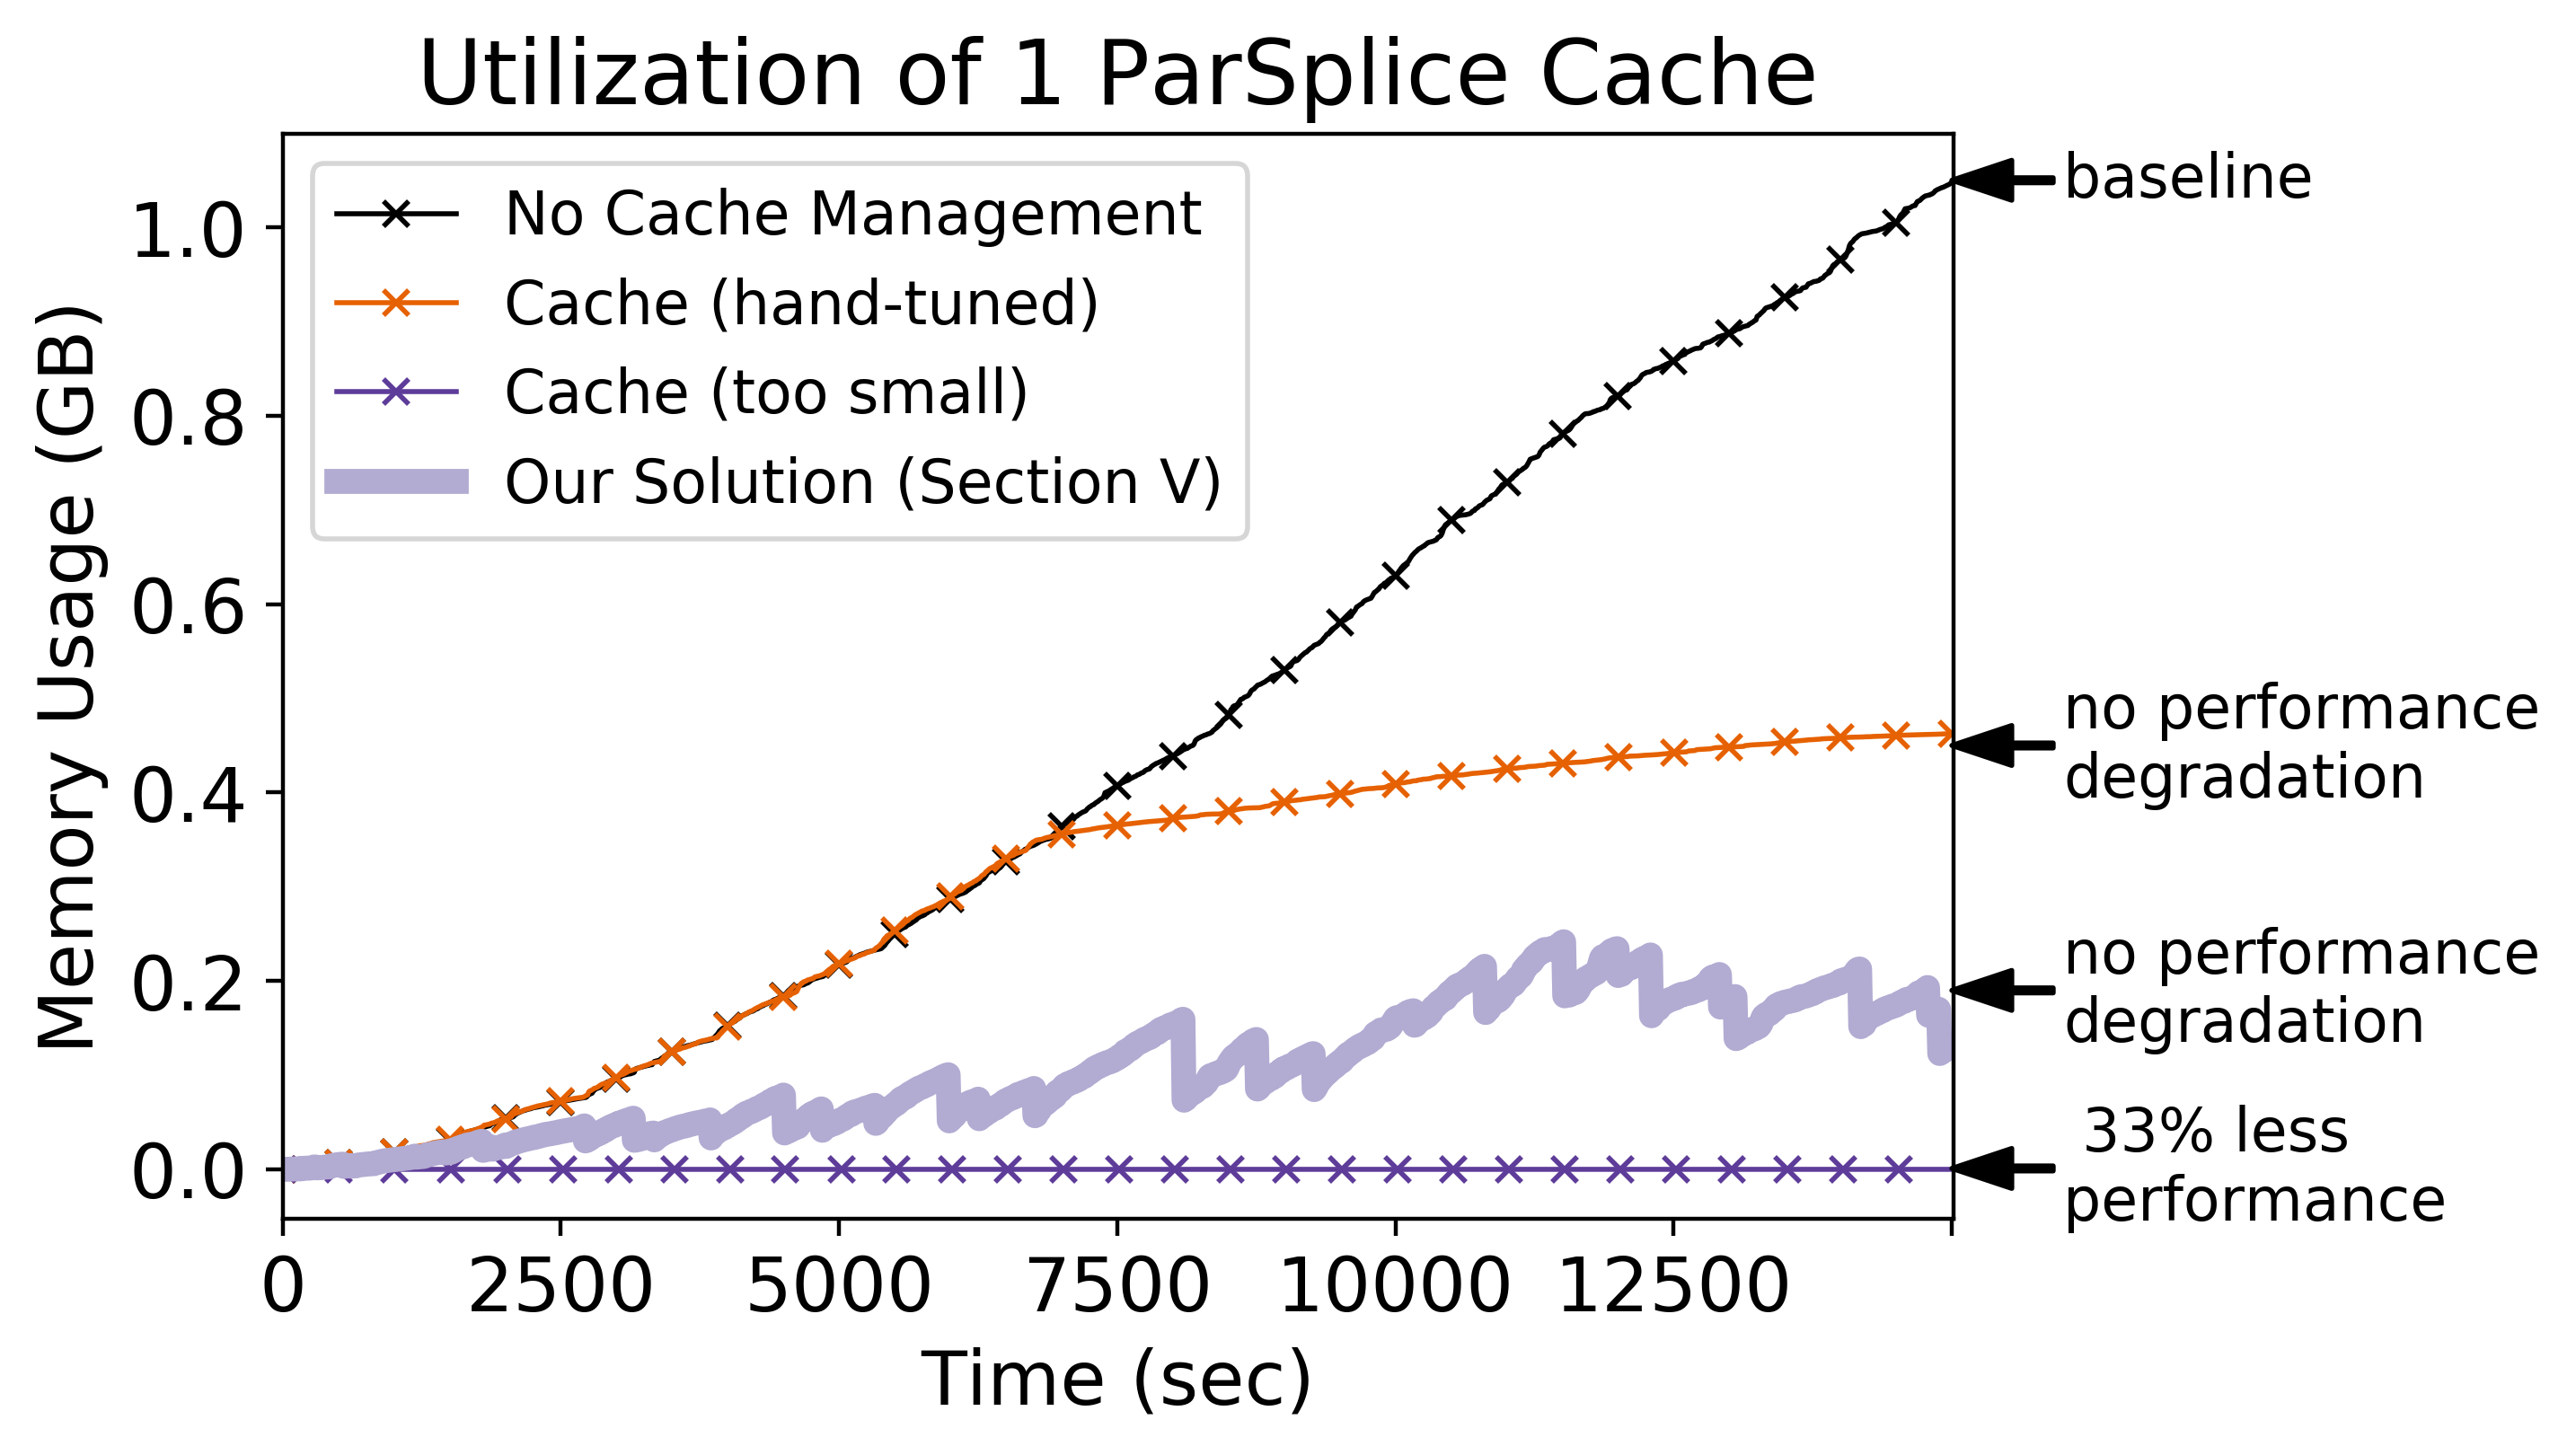 Utilization of 1 ParSplice Cache
No Cache Management
Cache (hand-tuned)
Cache (too small)
Our Solution (Section V)
Memory Usage (GB)
1.0
0.8
0.6
0.4
0.2
0.0
0
2500
5000
7500
10000
12500
Time (sec)
baseline
no performance
degradation
no performance
degradation
33% less
performance